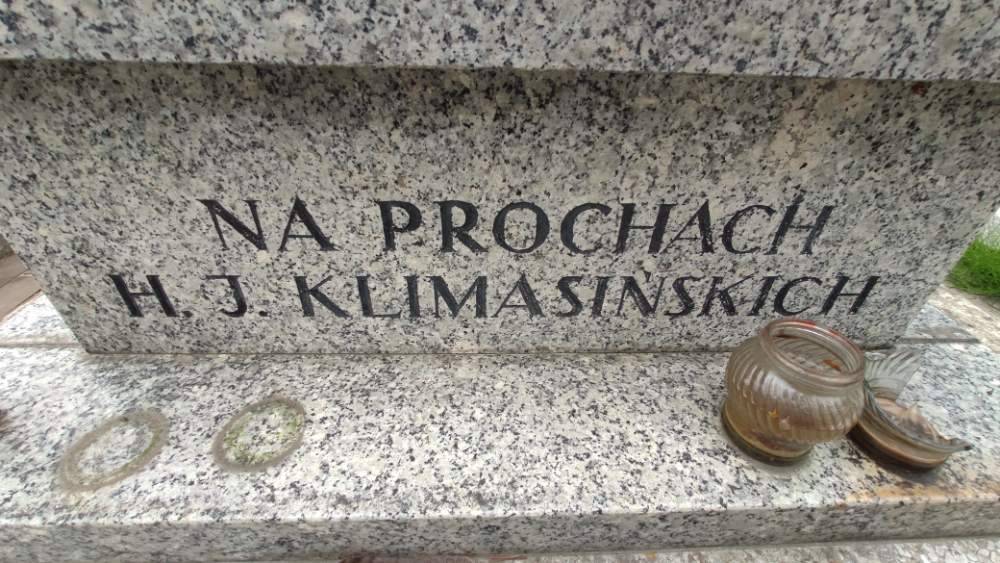 NA PROCHACH
H. J. KLIMASIŃSKICH